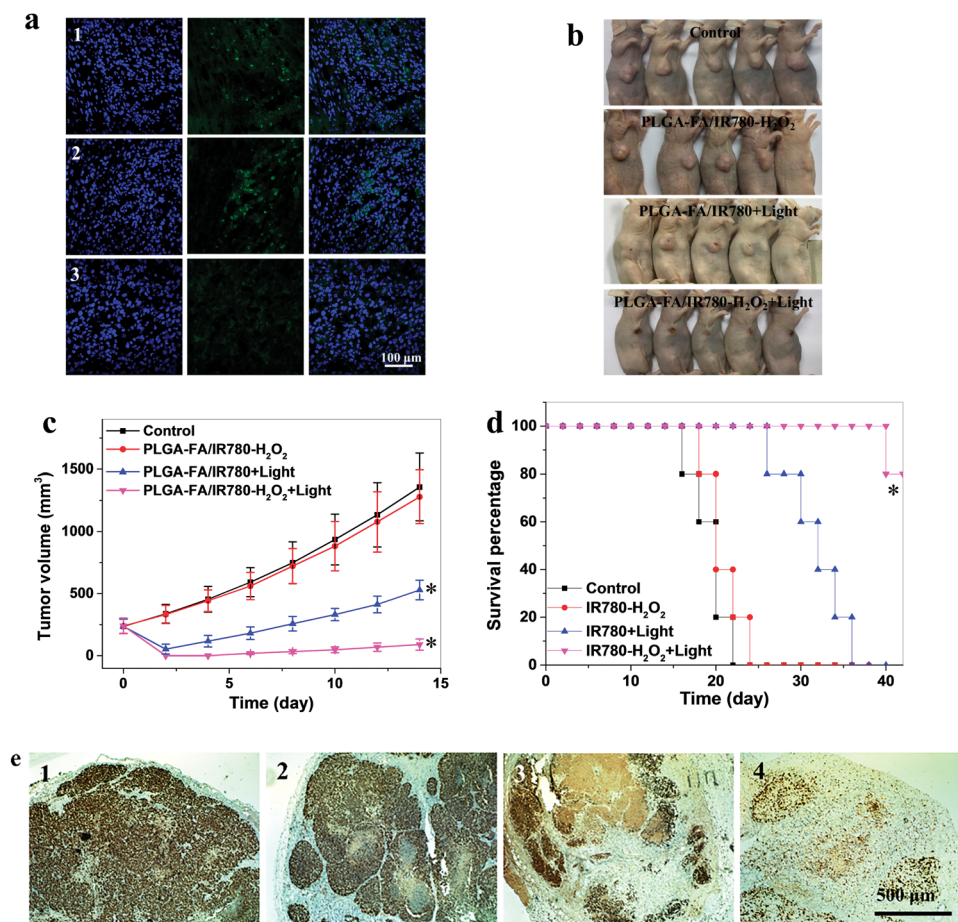 a
1
2
3
100 µm
b
Control
PLGA-FA/IR780-H₂O₂
PLGA-FA/IR780+Light
PLGA-FA/IR780-H₂O₂+Light
c
Control
PLGA-FA/IR780-H₂O₂
PLGA-FA/IR780+Light
PLGA-FA/IR780-H₂O₂+Light
1500
1000
500
0
*
*
Tumor volume (mm³)
0 5 10 15
Time (day)
d
100
80
60
40
20
0
*
Control
IR780-H₂O₂
IR780+Light
IR780-H₂O₂+Light
Survival percentage
0 10 20 30 40
Time (day)
e
1
2
3
4
500 µm